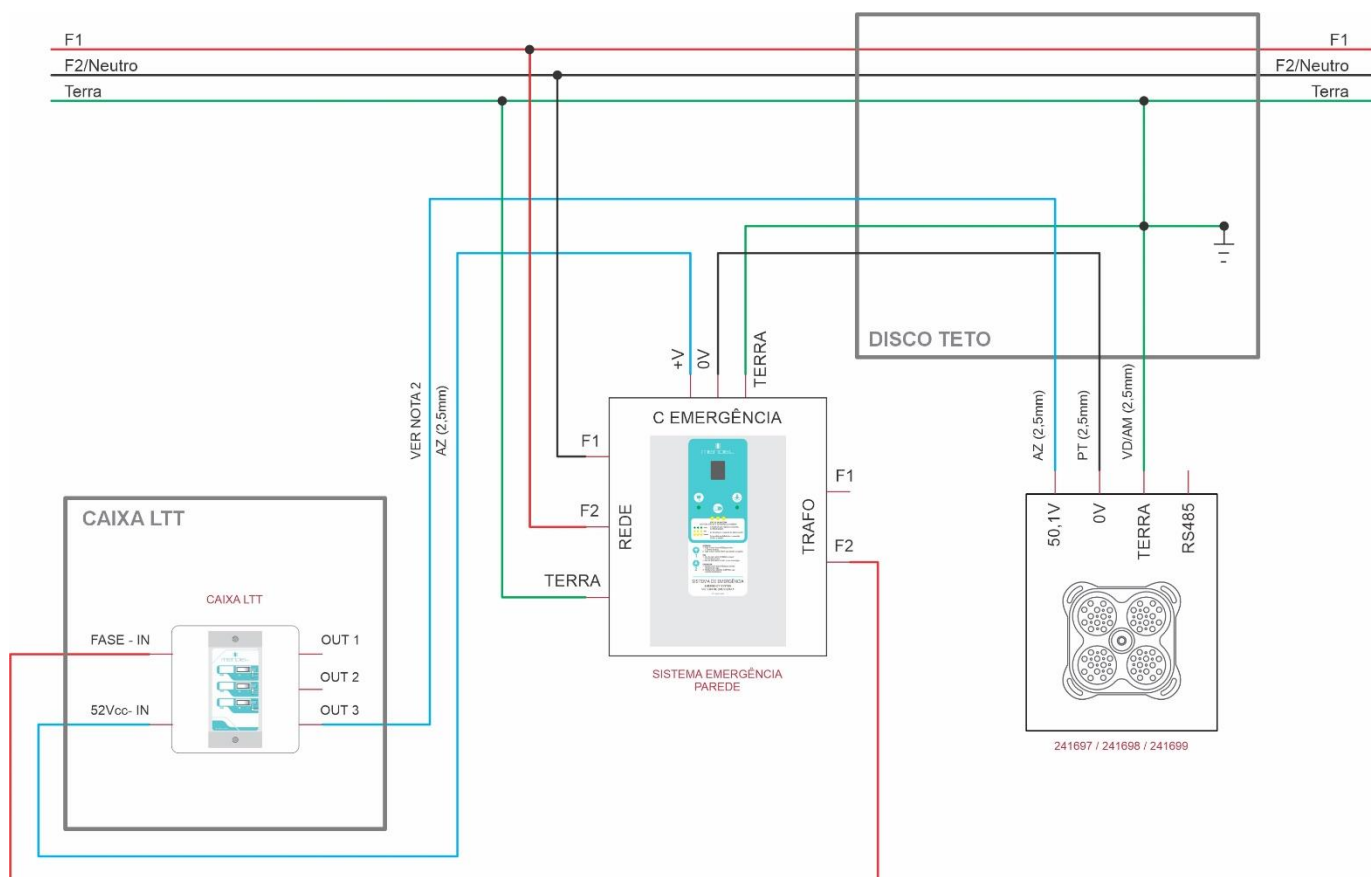 F1
F1
F2/Neutro
F2/Neutro
Terra
Terra
DISCO TETO
+V
0V
TERRA
VER NOTA 2
AZ (2,5mm)
AZ (2,5mm)
PT (2,5mm)
VD/AM (2,5mm)
C EMERGÊNCIA
F1
F2
REDE
TERRA
F1
F2
TRAFO
SISTEMA EMERGÊNCIA
PAREDE
50,1V
0V
TERRA
RS485
241697 / 241698 / 241699
CAIXA LTT
CAIXA LTT
FASE - IN
52Vcc- IN
OUT 1
OUT 2
OUT 3